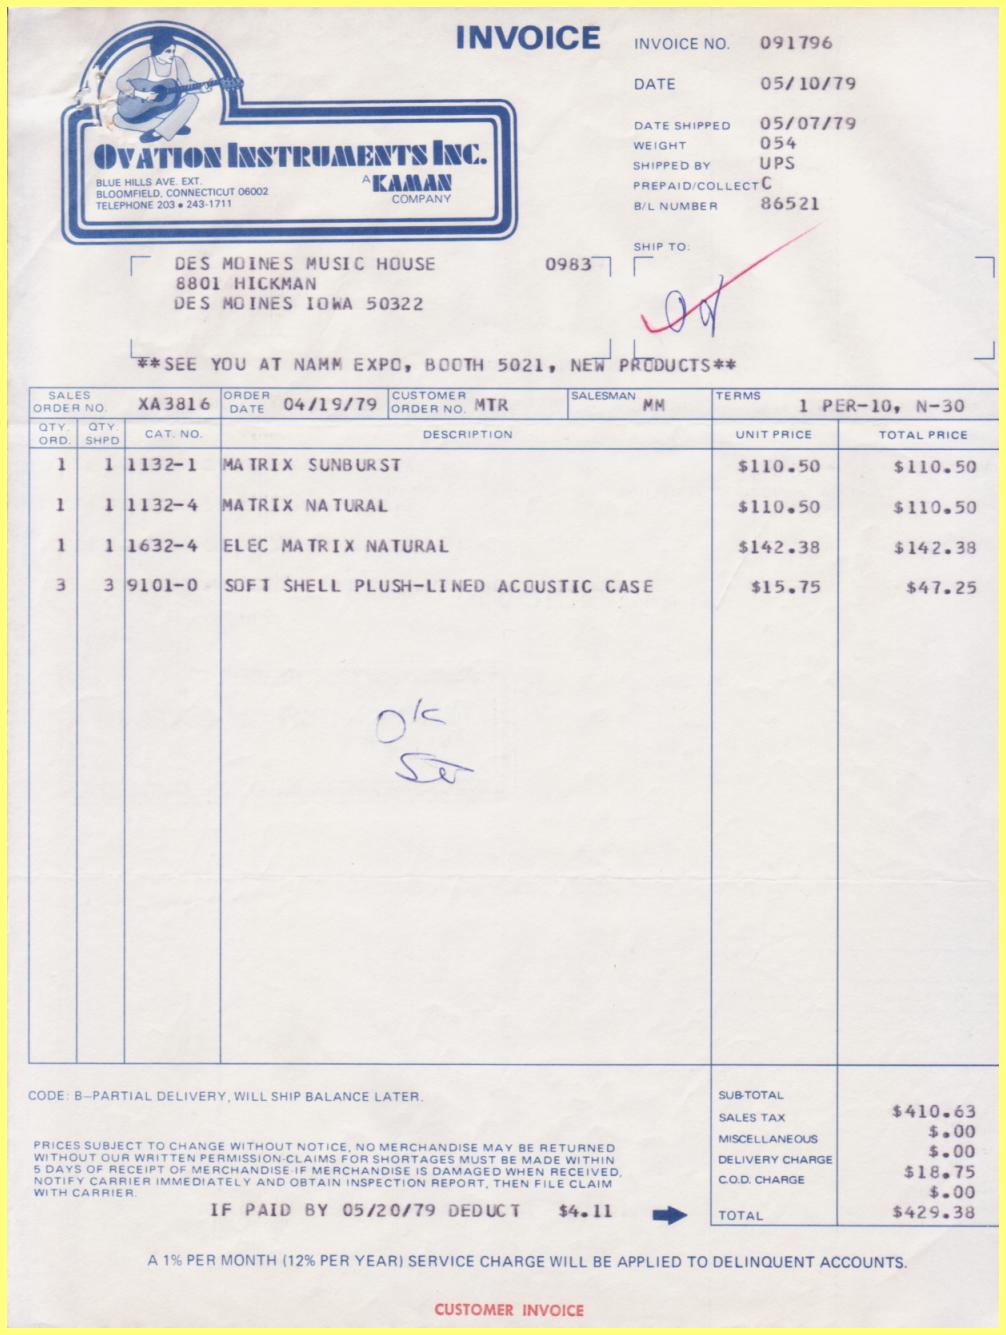 INVOICE
INVOICE NO. 091796
DATE 05/10/79
DATE SHIPPED 05/07/79
WEIGHT 054
SHIPPED BY UPS
PREPAID/COLLECT C
B/L NUMBER 86521
OVATION INSTRUMENTS INC.
BLUE HILLS AVE. EXT.
BLOOMFIELD, CONNECTICUT 06002
TELEPHONE 203 • 243-1711
A KAMAN
COMPANY
SHIP TO:
DES MOINES MUSIC HOUSE 0983
8801 HICKMAN
DES MOINES IOWA 50322
**SEE YOU AT NAMM EXPO, BOOTH 5021, NEW PRODUCTS**
SALES ORDER NO. XA3816 ORDER DATE 04/19/79 CUSTOMER ORDER NO. MTR SALESMAN MM TERMS 1 PER-10, N-30
QTY. ORD. QTY. SHPD CAT. NO. DESCRIPTION UNIT PRICE TOTAL PRICE
1 1 1132-1 MATRIX SUNBURST $110.50 $110.50
1 1 1132-4 MATRIX NATURAL $110.50 $110.50
1 1 1632-4 ELEC MATRIX NATURAL $142.38 $142.38
3 3 9101-0 SOFT SHELL PLUSH-LINED ACOUSTIC CASE $15.75 $47.25
OK
CODE: B—PARTIAL DELIVERY, WILL SHIP BALANCE LATER.
SUB-TOTAL $410.63
SALES TAX $.00
MISCELLANEOUS $.00
DELIVERY CHARGE $18.75
C.O.D. CHARGE $.00
TOTAL $429.38
PRICES SUBJECT TO CHANGE WITHOUT NOTICE, NO MERCHANDISE MAY BE RETURNED
WITHOUT OUR WRITTEN PERMISSION-CLAIMS FOR SHORTAGES MUST BE MADE WITHIN
5 DAYS OF RECEIPT OF MERCHANDISE-IF MERCHANDISE IS DAMAGED WHEN RECEIVED,
NOTIFY CARRIER IMMEDIATELY AND OBTAIN INSPECTION REPORT, THEN FILE CLAIM
WITH CARRIER.
IF PAID BY 05/20/79 DEDUCT $4.11
A 1% PER MONTH (12% PER YEAR) SERVICE CHARGE WILL BE APPLIED TO DELINQUENT ACCOUNTS.
CUSTOMER INVOICE